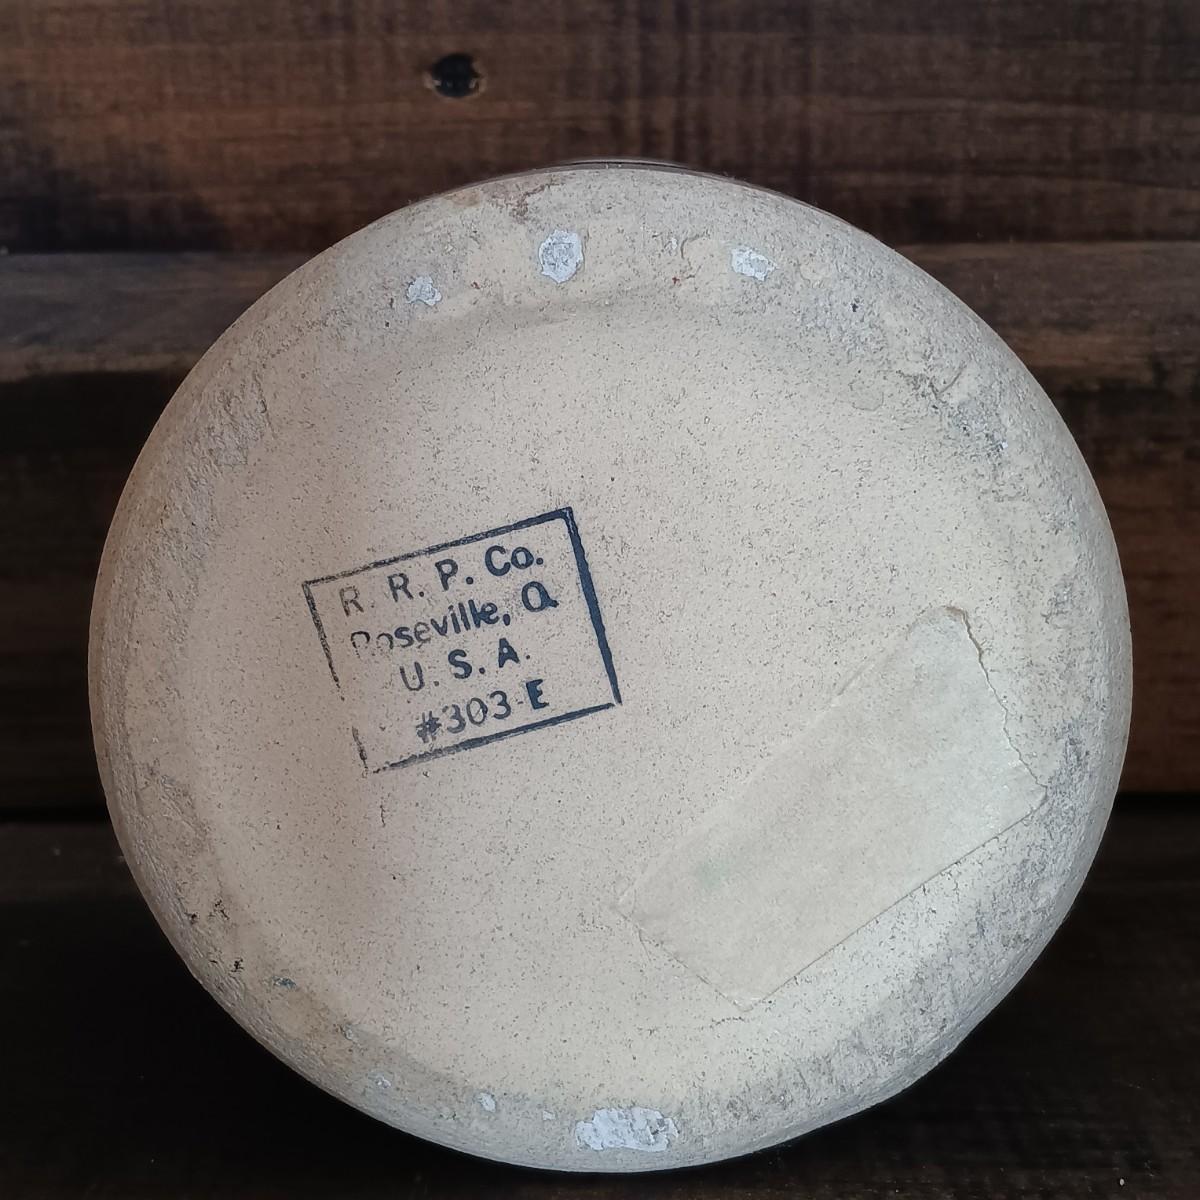 R. R. P. Co.
Roseville, O.
U. S. A.
#303-E